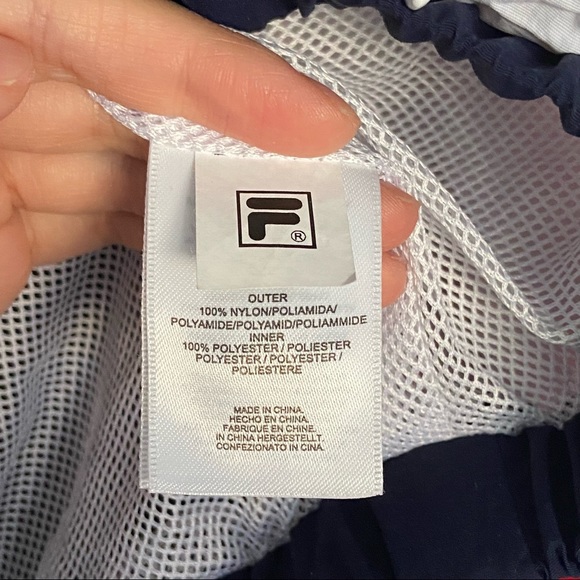 F®
OUTER
100% NYLON/POLIAMIDA/
POLYAMIDE/POLYAMID/POLIAMMIDE
INNER
100% POLYESTER / POLIESTER
POLYESTER / POLYESTER /
POLIESTERE
MADE IN CHINA.
HECHO EN CHINA.
FABRIQUE EN CHINE.
IN CHINA HERGESTELLT.
CONFEZIONATO IN CINA.